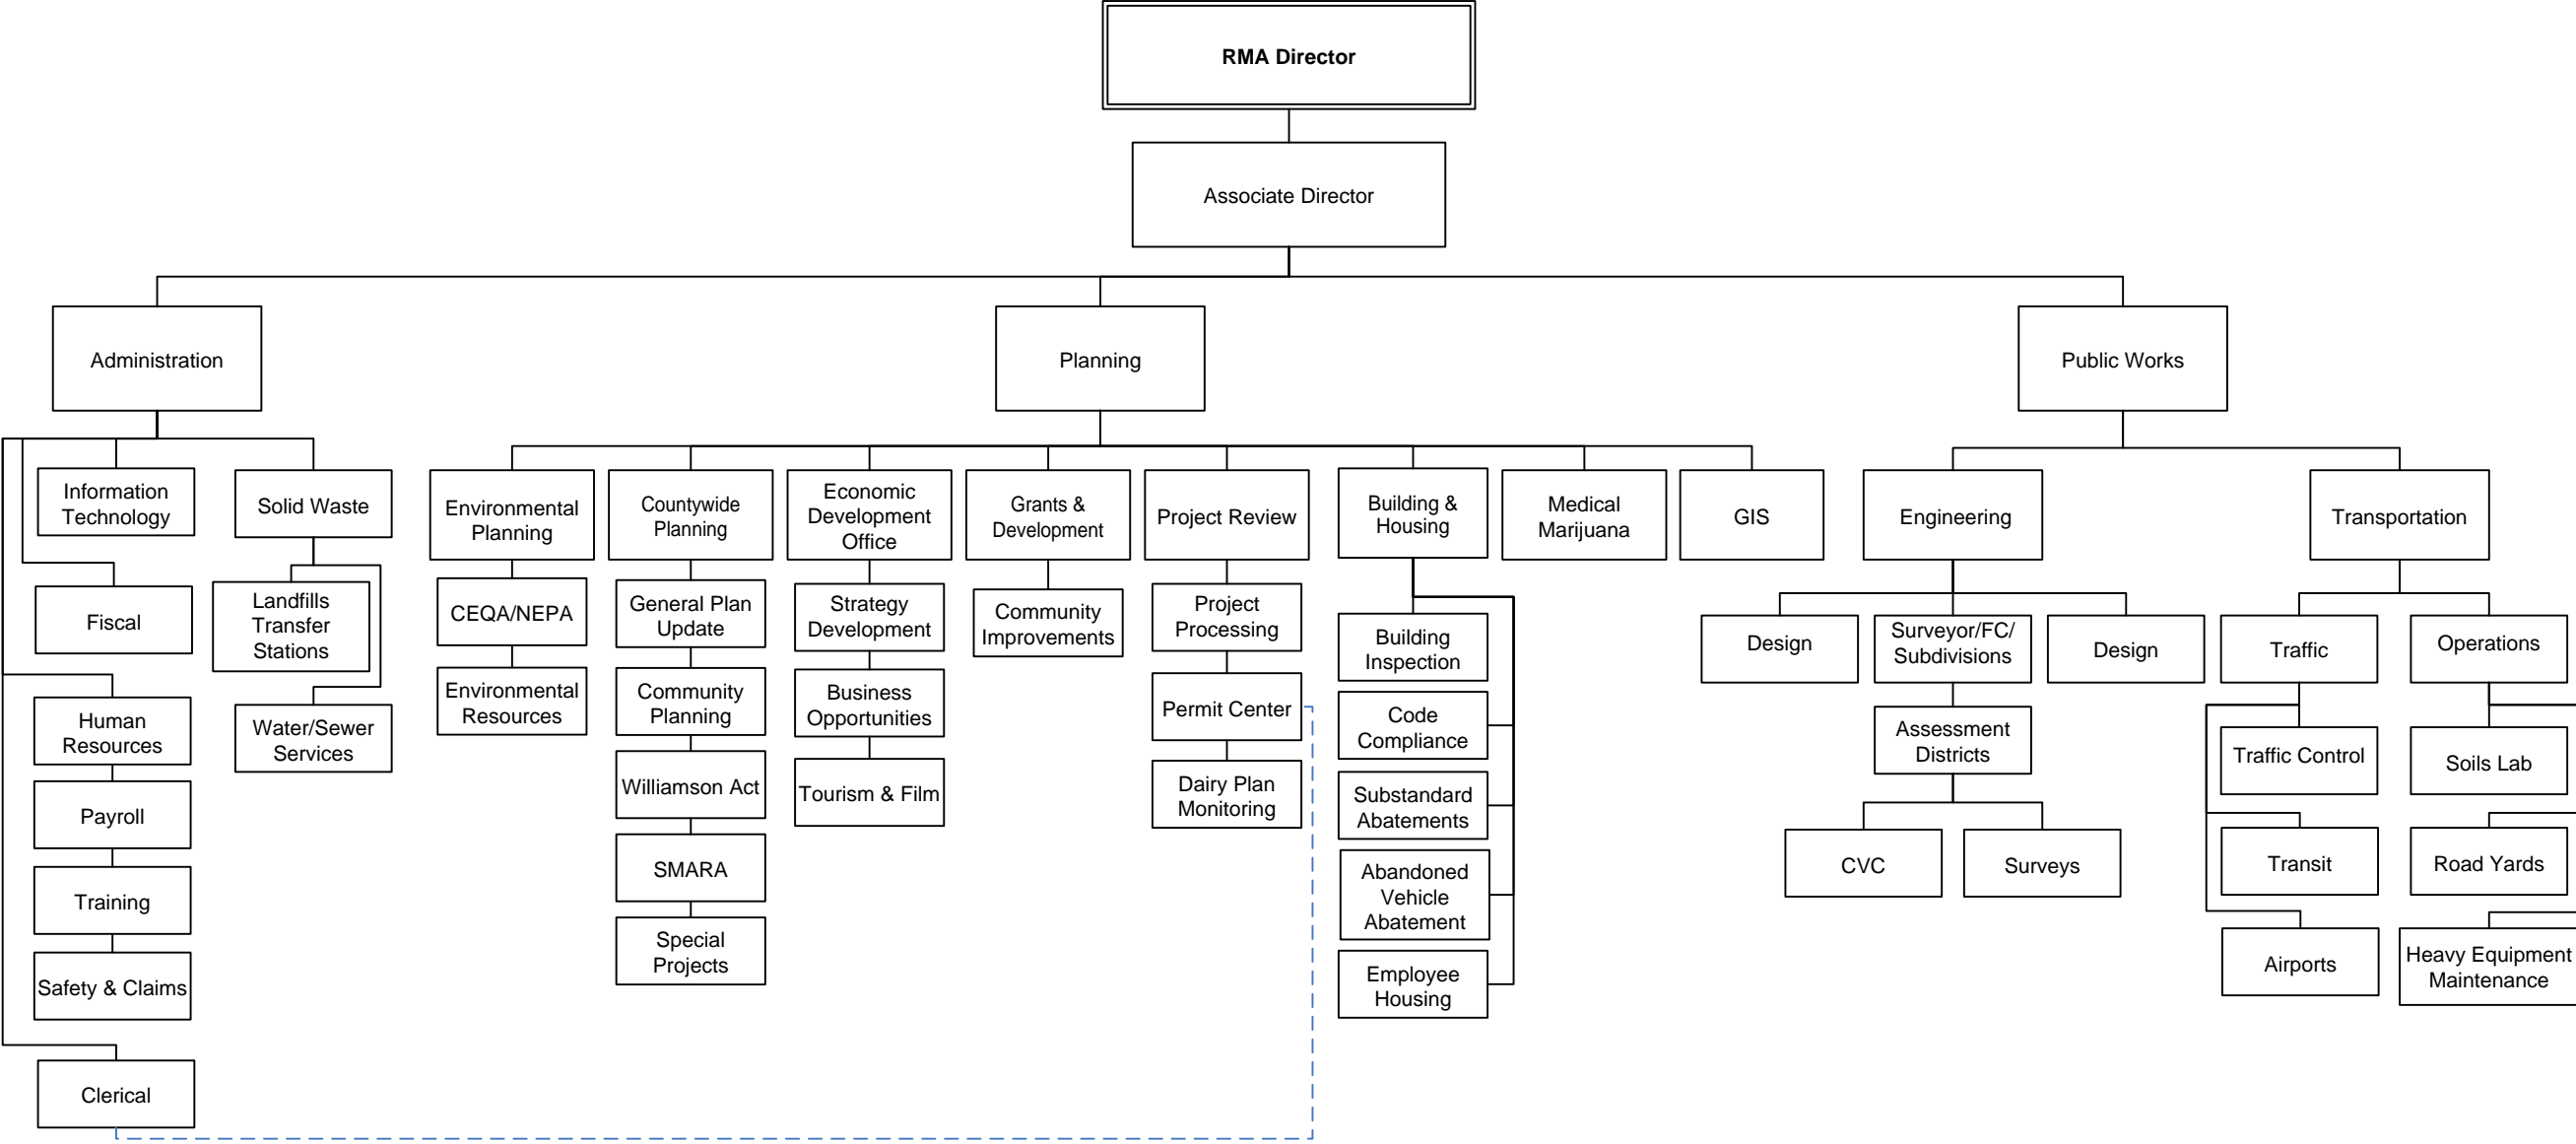 RMA Director
Associate Director
Administration
Planning
Public Works
Information
Technology
Solid Waste
Environmental
Planning
Countywide
Planning
Economic
Development
Office
Grants &
Development
Project Review
Building &
Housing
Medical
Marijuana
GIS
Engineering
Transportation
Fiscal
Landfills
Transfer
Stations
CEQA/NEPA
General Plan
Update
Strategy
Development
Community
Improvements
Project
Processing
Building
Inspection
Design
Surveyor/FC/
Subdivisions
Design
Traffic
Operations
Human
Resources
Water/Sewer
Services
Environmental
Resources
Community
Planning
Business
Opportunities
Permit Center
Code
Compliance
Assessment
Districts
Traffic Control
Soils Lab
Payroll
Williamson Act
Tourism & Film
Dairy Plan
Monitoring
Substandard
Abatements
Training
SMARA
Abandoned
Vehicle
Abatement
CVC
Surveys
Transit
Road Yards
Safety & Claims
Special
Projects
Employee
Housing
Airports
Heavy Equipment
Maintenance
Clerical